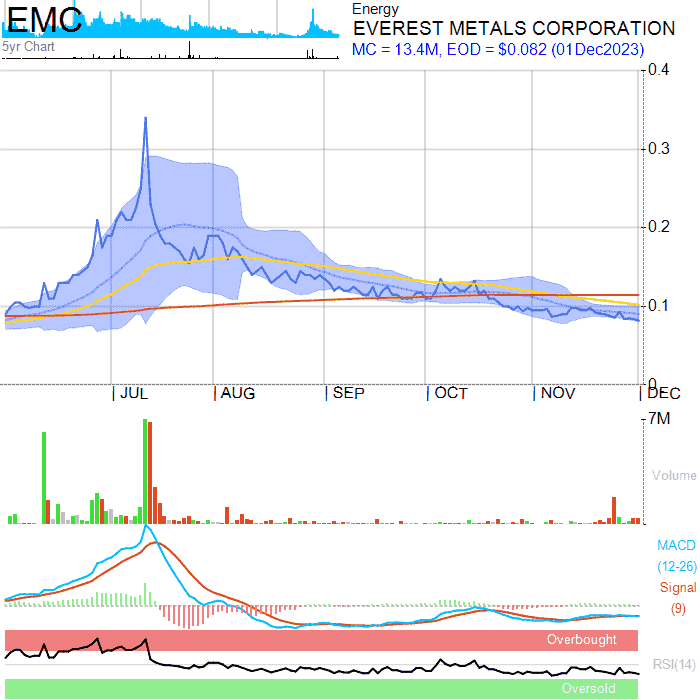 EMC
5yr Chart
Energy
EVEREST METALS CORPORATION
MC = 13.4M, EOD = $0.082 (01Dec2023)
0.4
0.3
0.2
0.1
0
JUL AUG SEP OCT NOV DEC
7M
Volume
MACD
(12-26)
Signal
(9)
Overbought
RSI(14)
Oversold